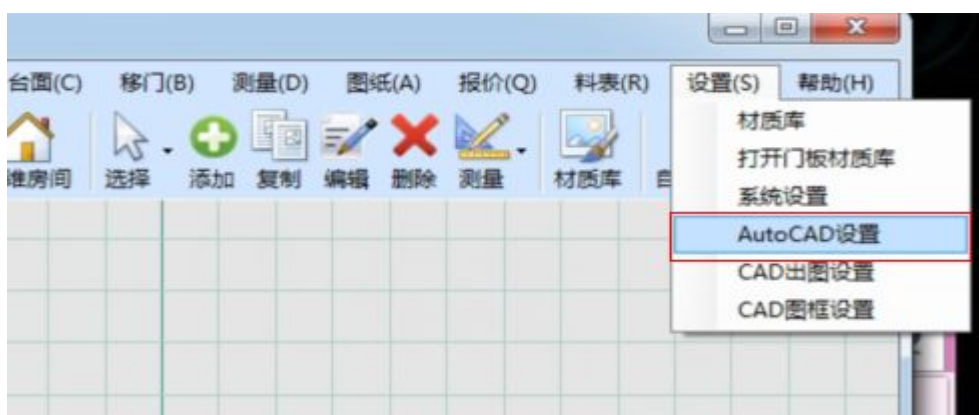 台面(C) 移门(B) 测量(D) 图纸(A) 报价(Q) 料表(R) 设置(S) 帮助(H)
房间 选择 添加 复制 编辑 删除 测量 材质库
材质库
打开门板材质库
系统设置
AutoCAD设置
CAD出图设置
CAD图框设置